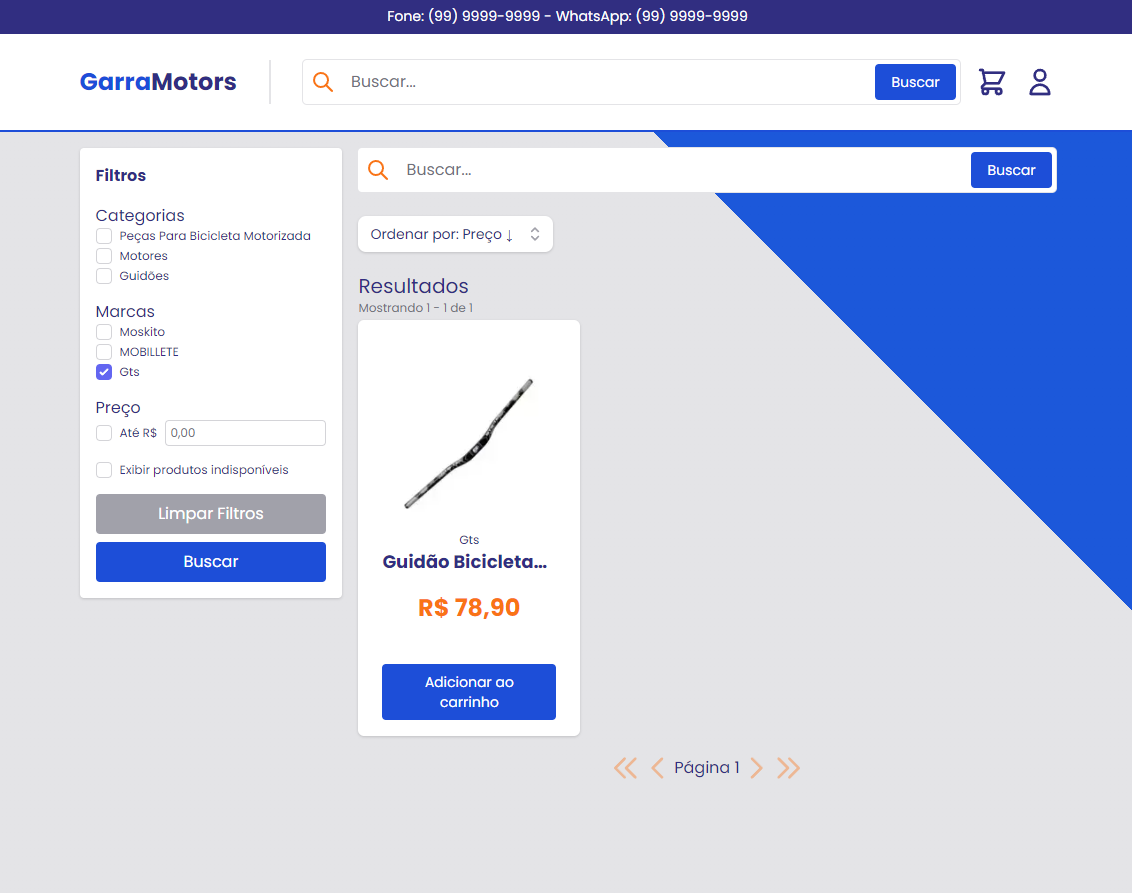 Fone: (99) 9999-9999 - WhatsApp: (99) 9999-9999
GarraMotors
Buscar...
Buscar
Filtros
Categorias
Peças Para Bicicleta Motorizada
Motores
Guidões
Marcas
Moskito
MOBILLETE
Gts
Preço
Até R$ 0,00
Exibir produtos indisponíveis
Limpar Filtros
Buscar
Buscar...
Buscar
Ordenar por: Preço ↓
Resultados
Mostrando 1 - 1 de 1
Gts
Guidão Bicicleta...
R$ 78,90
Adicionar ao
carrinho
Página 1